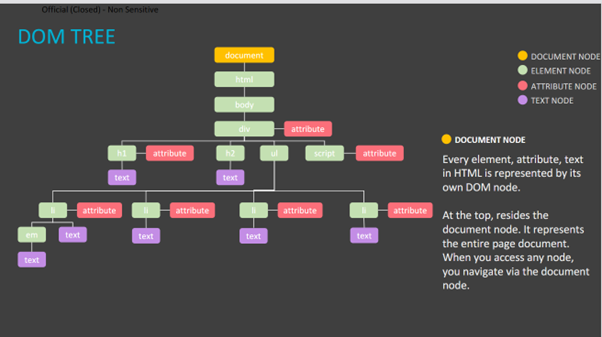 Official (Closed) - Non Sensitive
DOM TREE
document
html
body
div attribute
h1 attribute h2 ul script attribute
text text
li attribute li attribute li attribute li attribute
em text text text text
text
DOCUMENT NODE
ELEMENT NODE
ATTRIBUTE NODE
TEXT NODE
DOCUMENT NODE
Every element, attribute, text
in HTML is represented by its
own DOM node.
At the top, resides the
document node. It represents
the entire page document.
When you access any node,
you navigate via the document
node.